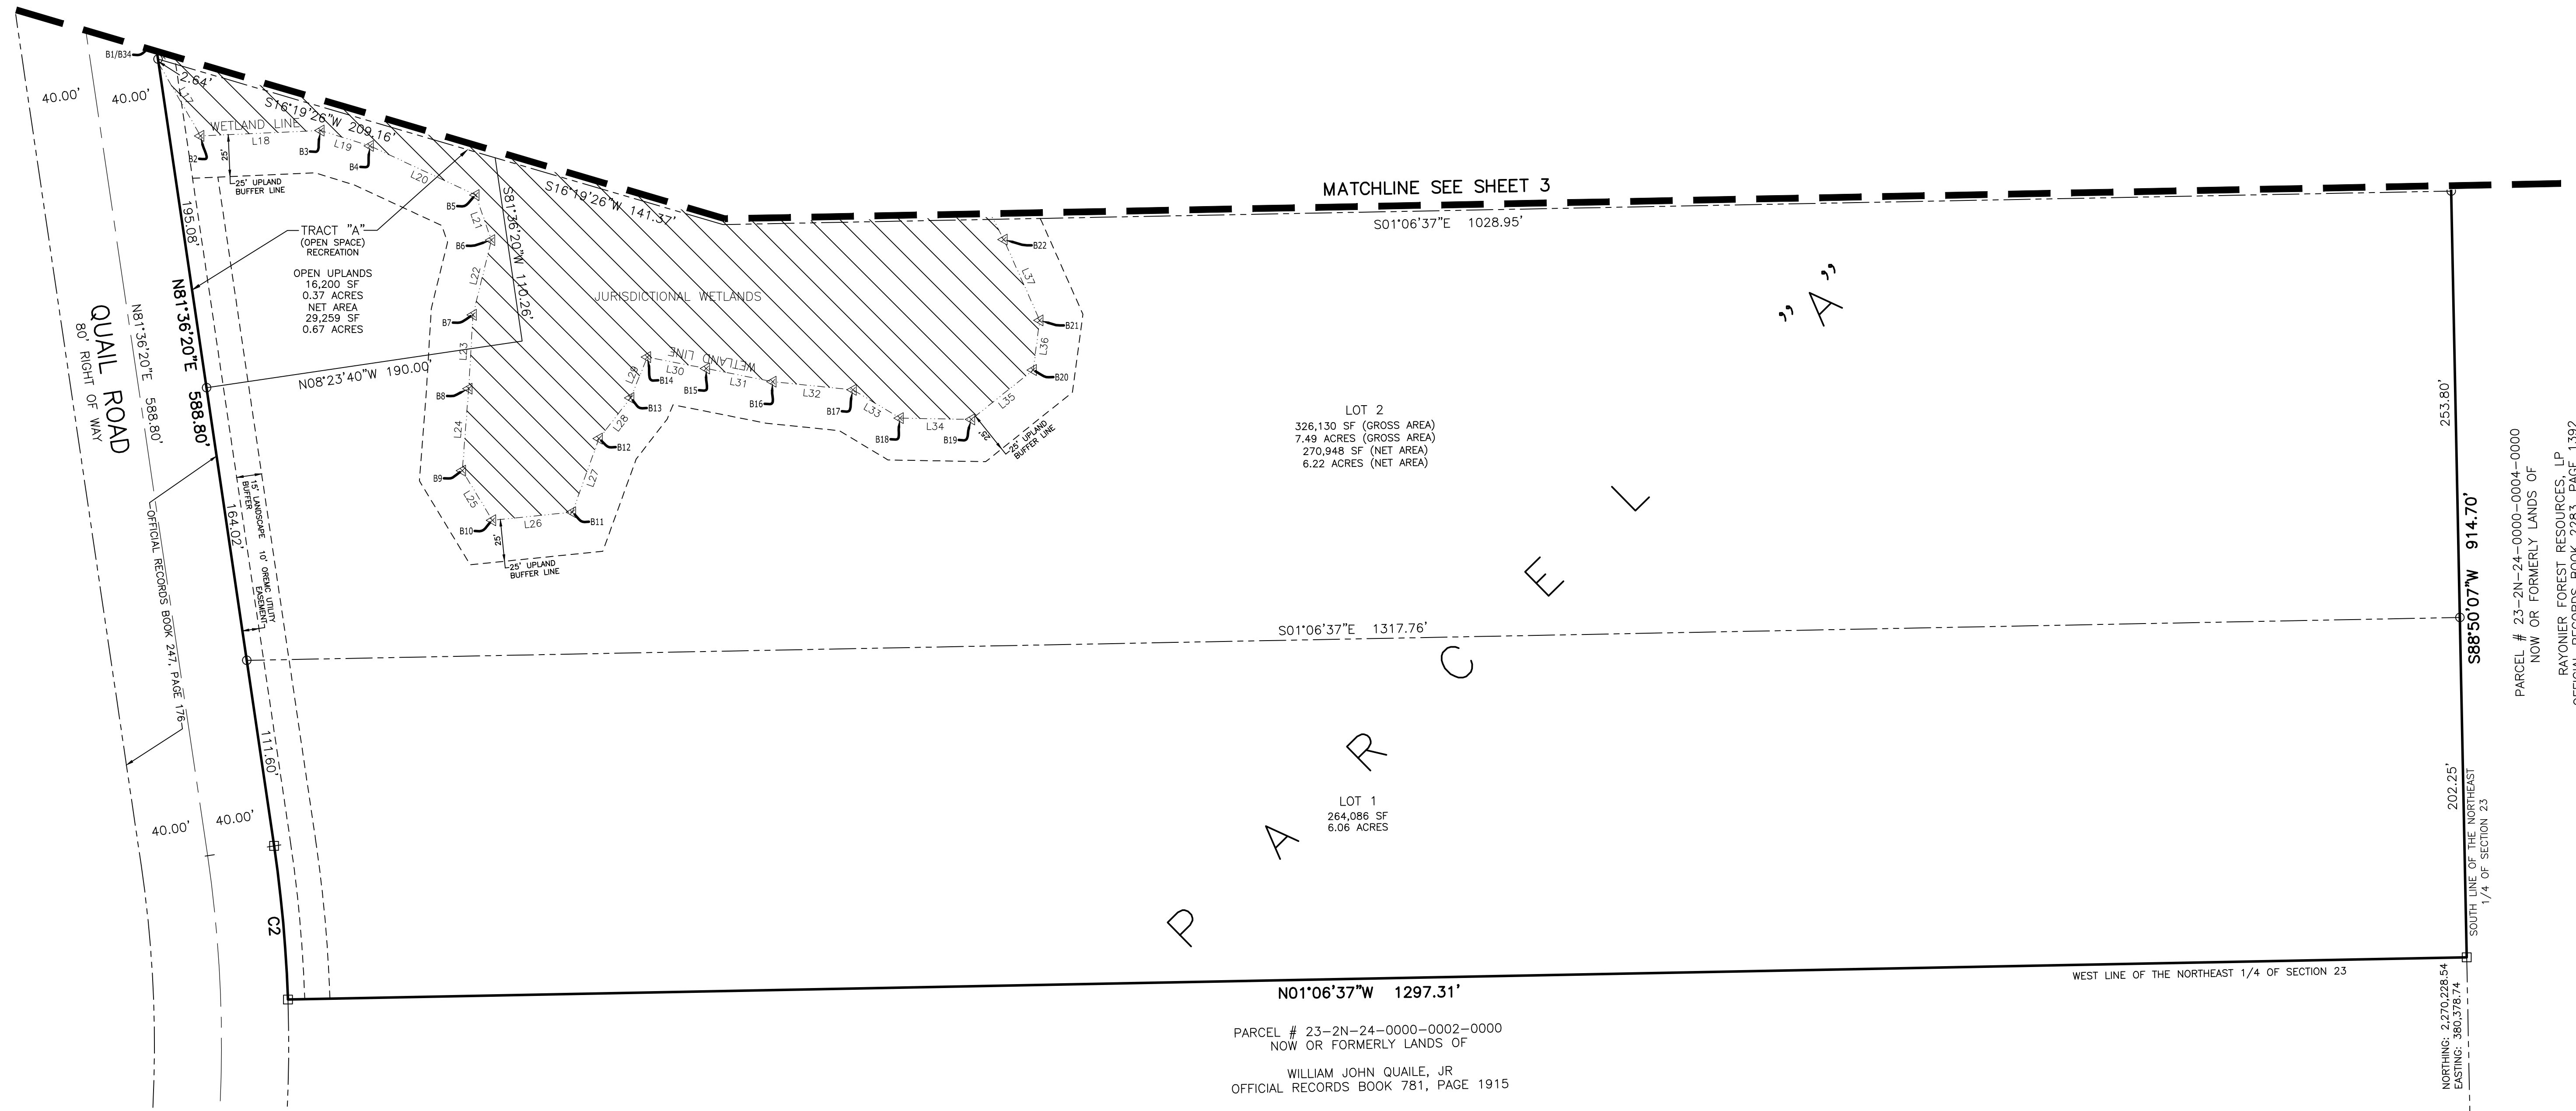 B1/B34
40.00'
40.00'
2.64'
L17
S16°19'26"W 209.16'
WETLAND LINE
L18
B2
25'
25' UPLAND
BUFFER LINE
B3
L19
B4
L20
B5
L21
B6
L22
B7
L23
B8
L24
B9
L25
B10
L26
B11
L27
B12
L28
B13
L29
B14
WETLAND LINE
L30
B15
L31
B16
L32
B17
L33
B18
L34
B19
L35
B20
L36
B21
L37
B22
25'
25' UPLAND
BUFFER LINE
25'
25' UPLAND
BUFFER LINE
S16°19'26"W 141.37'
S81°36'20"W 110.26'
N08°23'40"W 190.00'
JURISDICTIONAL WETLANDS
TRACT "A"
(OPEN SPACE)
RECREATION
OPEN UPLANDS
16,200 SF
0.37 ACRES
NET AREA
29,259 SF
0.67 ACRES
195.08'
N81°36'20"E 588.80'
N81°36'20"E 588.80'
QUAIL ROAD
80' RIGHT OF WAY
OFFICIAL RECORDS BOOK 247, PAGE 176
15' LANDSCAPE
BUFFER
10' OREMC UTILITY
EASEMENT
164.02'
111.60'
40.00'
40.00'
C2
MATCHLINE SEE SHEET 3
S01°06'37"E 1028.95'
LOT 2
326,130 SF (GROSS AREA)
7.49 ACRES (GROSS AREA)
270,948 SF (NET AREA)
6.22 ACRES (NET AREA)
S01°06'37"E 1317.76'
PARCEL "A"
LOT 1
264,086 SF
6.06 ACRES
253.80'
S88°50'07"W 914.70'
202.25'
SOUTH LINE OF THE NORTHEAST
1/4 OF SECTION 23
PARCEL # 23-2N-24-0000-0004-0000
NOW OR FORMERLY LANDS OF
RAYONIER FOREST RESOURCES, LP
OFFICIAL RECORDS BOOK 2283, PAGE 1392
WEST LINE OF THE NORTHEAST 1/4 OF SECTION 23
NORTHING: 2,270,228.54
EASTING: 380,378.74
N01°06'37"W 1297.31'
PARCEL # 23-2N-24-0000-0002-0000
NOW OR FORMERLY LANDS OF
WILLIAM JOHN QUAILE, JR
OFFICIAL RECORDS BOOK 781, PAGE 1915